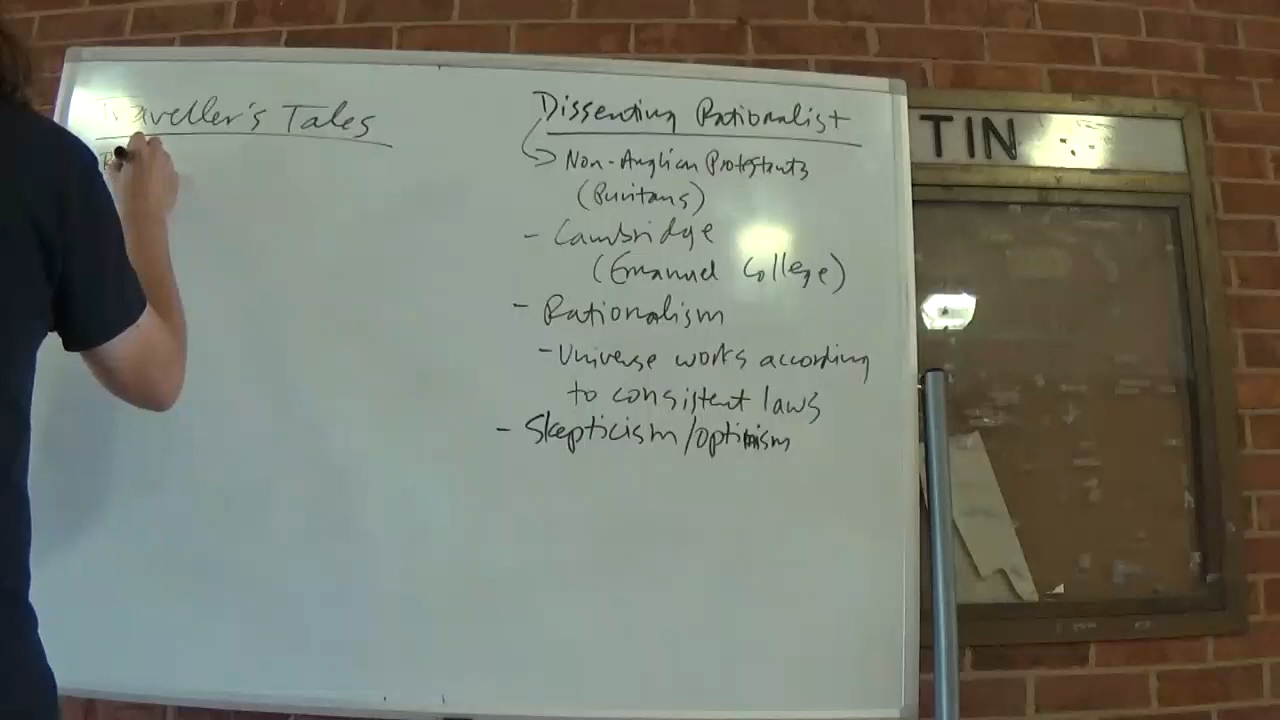 Traveller's Tales
Dissenting Rationalist
Non-Anglican Protestants
(Puritans)
- Cambridge
(Emanuel College)
- Rationalism
- Universe works according
to consistent laws
- Skepticism/optimism
TIN